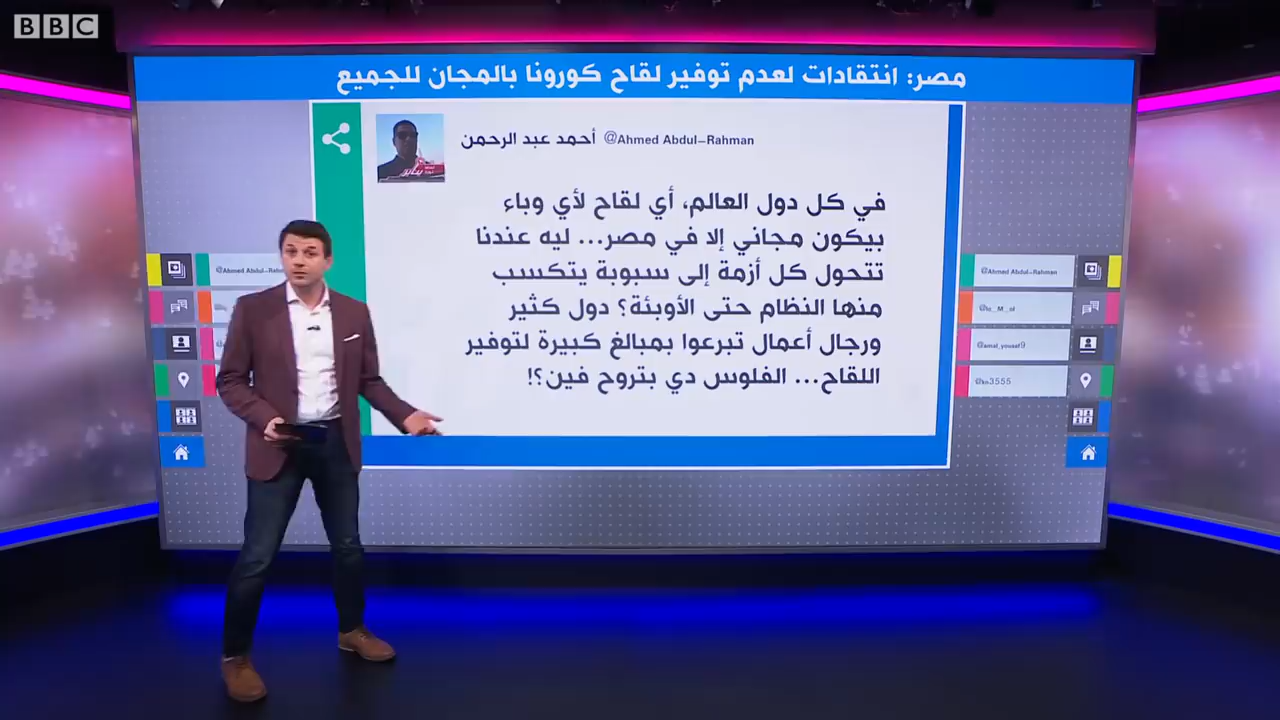 BBC
مصر: انتقادات لعدم توفير لقاح كورونا بالمجان للجميع
أحمد عبد الرحمن @Ahmed Abdul-Rahman
في كل دول العالم، أي لقاح لأي وباء
بيكون مجاني إلا في مصر... ليه عندنا
تتحول كل أزمة إلى سبوبة يتكسب
منها النظام حتى الأوبئة؟ دول كثير
ورجال أعمال تبرعوا بمبالغ كبيرة لتوفير
اللقاح... الفلوس دي بتروح فين؟!
@Ahmed Abdul-Rahman
@amal_yousef9